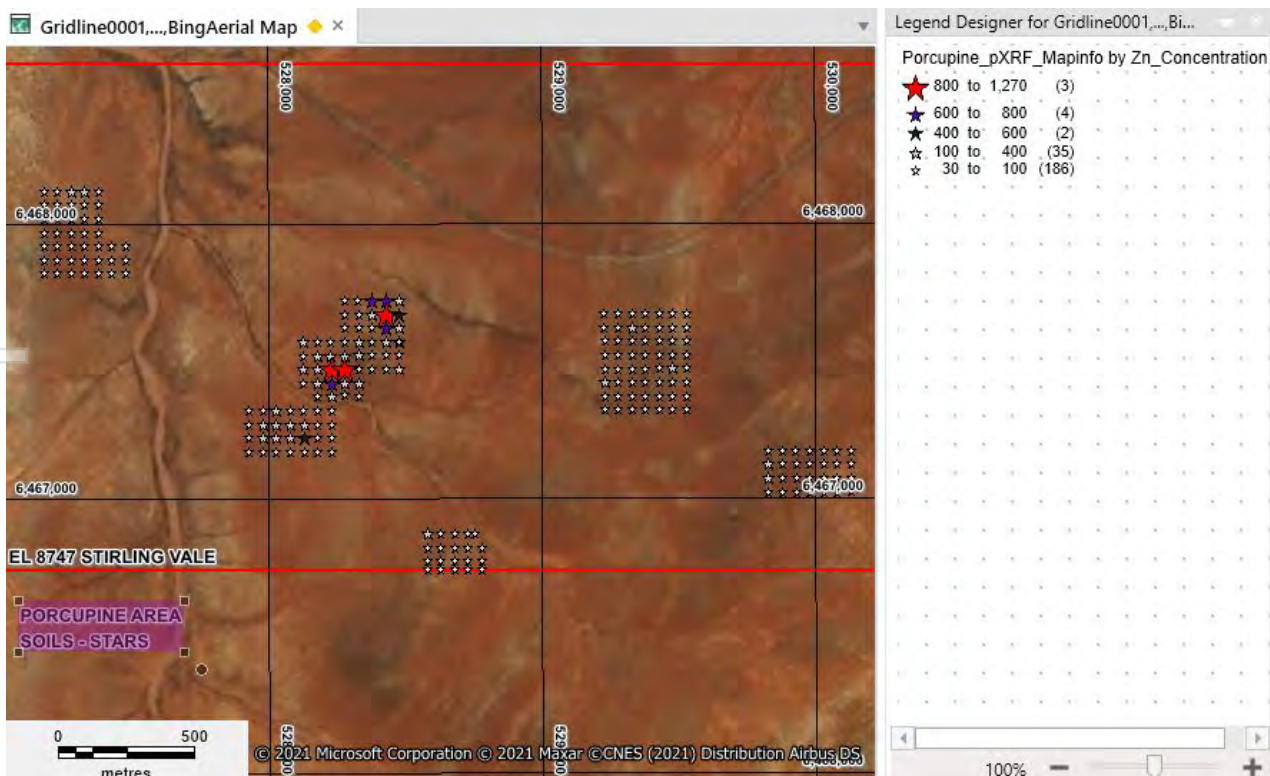 Gridline0001,...,BingAerial Map
Legend Designer for Gridline0001,...,Bi...
Porcupine_pXRF_Mapinfo by Zn_Concentration
800 to 1,270 (3)
600 to 800 (4)
400 to 600 (2)
100 to 400 (35)
30 to 100 (186)
528,000
529,000
530,000
6,468,000
6,468,000
6,467,000
6,467,000
EL 8747 STIRLING VALE
PORCUPINE AREA
SOILS - STARS
0 500
metres
© 2021 Microsoft Corporation © 2021 Maxar ©CNES (2021) Distribution Airbus DS
100%